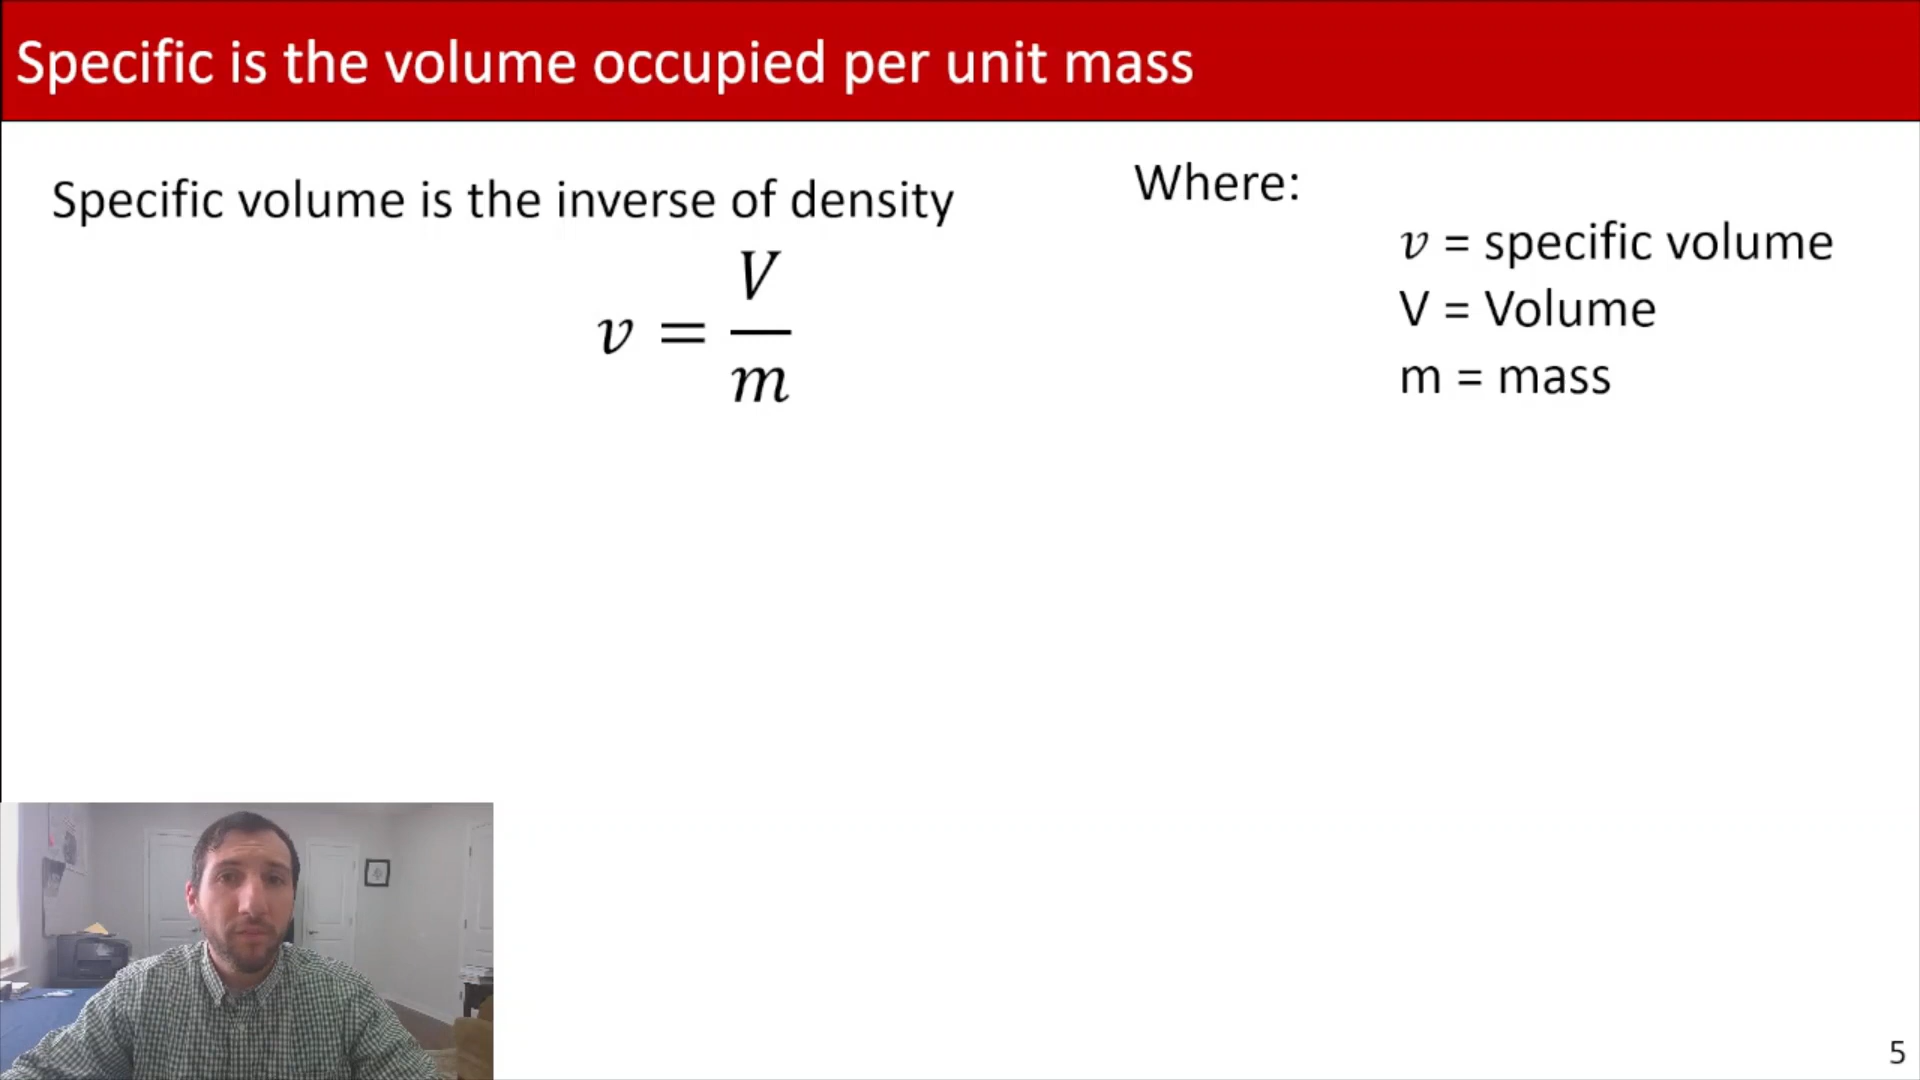 Specific is the volume occupied per unit mass
Specific volume is the inverse of density
v = V/m
Where:
v = specific volume
V = Volume
m = mass
5